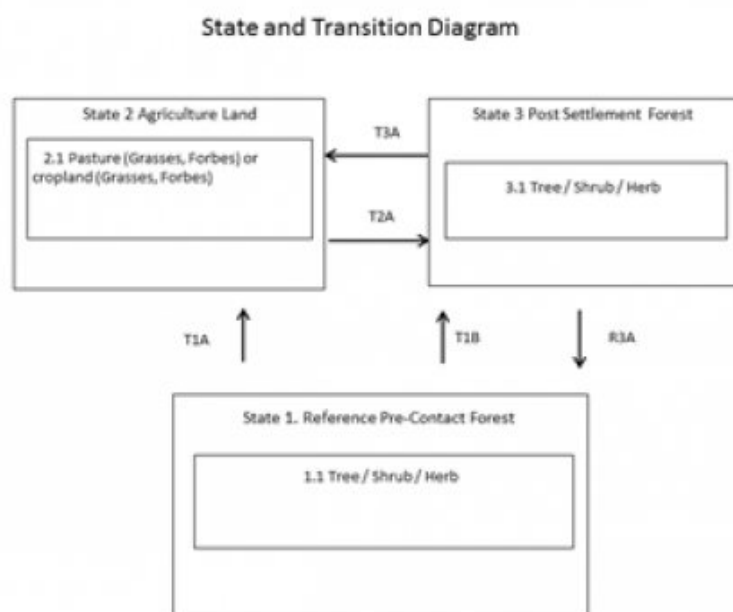 State and Transition Diagram
State 2 Agriculture Land
2.1 Pasture (Grasses, Forbes) or
cropland (Grasses, Forbes)
T3A
T2A
State 3 Post Settlement Forest
3.1 Tree / Shrub / Herb
T1A
T1B
R3A
State 1. Reference Pre-Contact Forest
1.1 Tree / Shrub / Herb